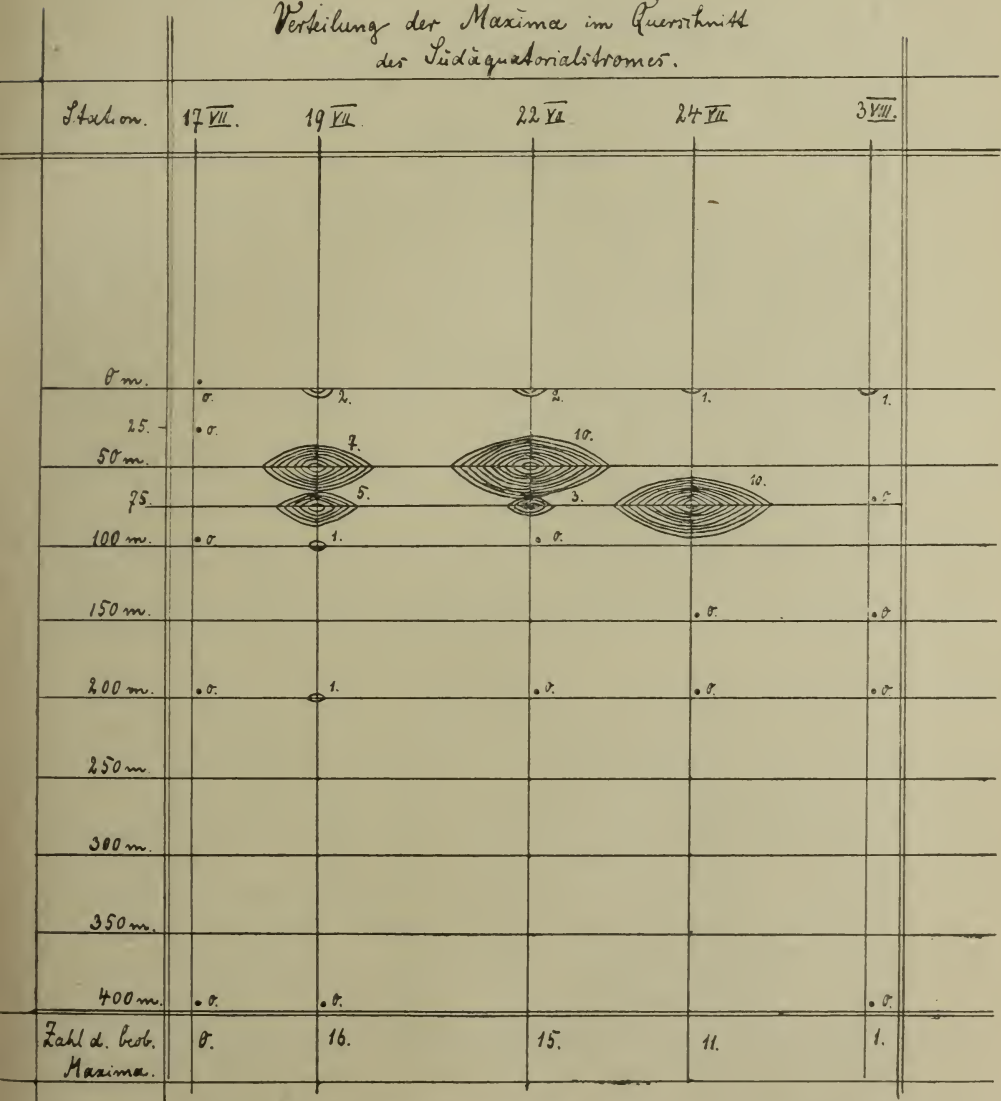 Verteilung der Maxima im Querschnitt
des Südäquatorialstromes.
Station. 17 VII. 19 VII. 22 VII 24 VII 3 VIII.
0 m. 0. 2. 2. 1. 1.
25. 0.
50 m. 7. 10.
75. 5. 3. 10. 0
100 m. 0. 1. 0.
150 m. 0. 0
200 m. 0. 1. 0. 0. 0.
250 m.
300 m.
350 m.
400 m. 0. 0. 0.
Zahl d. beob. 0. 16. 15. 11. 1.
Maxima.